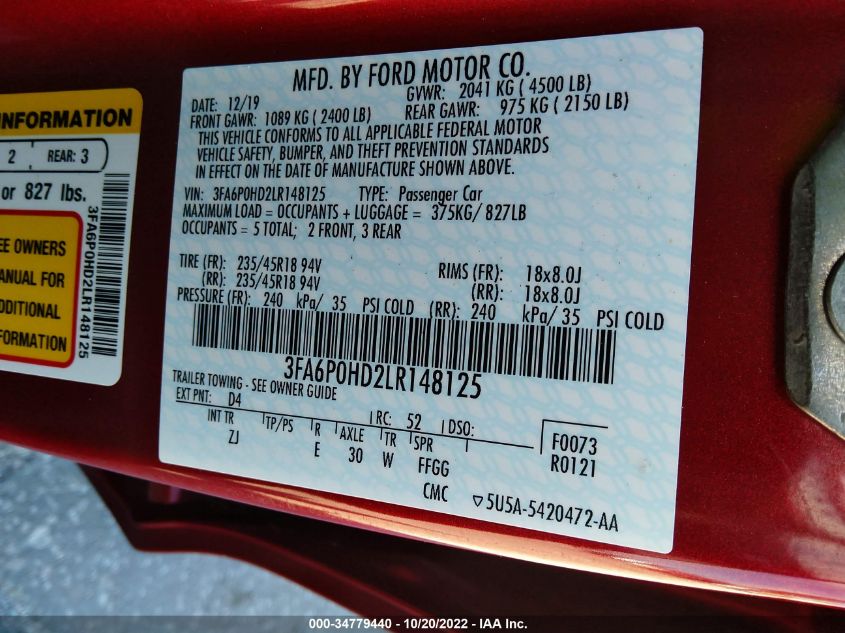 INFORMATION
2 REAR: 3
or 827 lbs.
EE OWNERS
ANUAL FOR
DDITIONAL
FORMATION
3FA6P0HD2LR148125
MFD. BY FORD MOTOR CO.
DATE: 12/19 GVWR: 2041 KG ( 4500 LB)
FRONT GAWR: 1089 KG ( 2400 LB) REAR GAWR: 975 KG ( 2150 LB)
THIS VEHICLE CONFORMS TO ALL APPLICABLE FEDERAL MOTOR
VEHICLE SAFETY, BUMPER, AND THEFT PREVENTION STANDARDS
IN EFFECT ON THE DATE OF MANUFACTURE SHOWN ABOVE.
VIN: 3FA6P0HD2LR148125 TYPE: Passenger Car
MAXIMUM LOAD = OCCUPANTS + LUGGAGE = 375KG/ 827LB
OCCUPANTS = 5 TOTAL; 2 FRONT, 3 REAR
TIRE (FR): 235/45R18 94V RIMS (FR): 18x8.0J
(RR): 235/45R18 94V (RR): 18x8.0J
PRESSURE (FR): 240 kPa/ 35 PSI COLD (RR): 240 kPa/ 35 PSI COLD
3FA6P0HD2LR148125
TRAILER TOWING - SEE OWNER GUIDE
EXT PNT: D4 RC: 52 DSO:
INT TR TP/PS R AXLE TR SPR F0073
ZJ E 30 W FFGG R0121
CMC ▽5U5A-5420472-AA
000-34779440 - 10/20/2022 - IAA Inc.